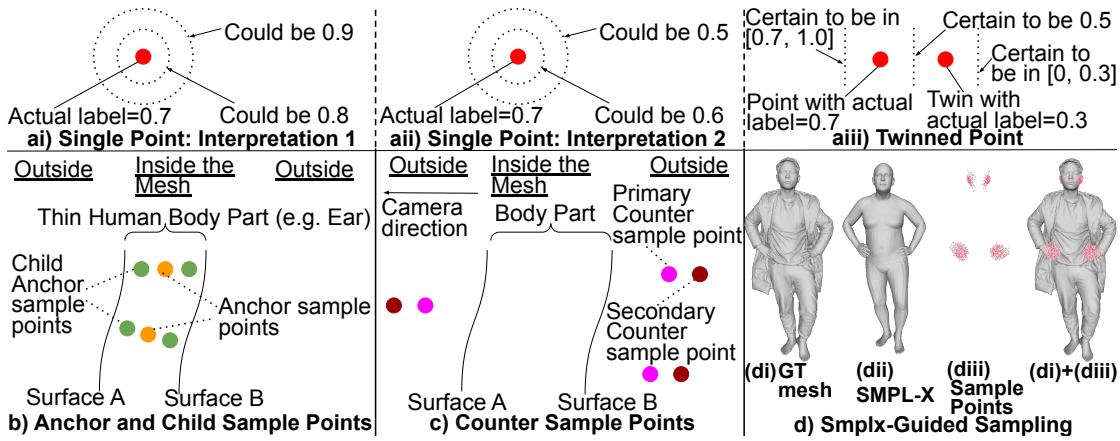 Could be 0.9
Actual label=0.7
Could be 0.8
ai) Single Point: Interpretation 1
Could be 0.5
Actual label=0.7
Could be 0.6
aii) Single Point: Interpretation 2
Certain to be in
[0.7, 1.0]
Certain to be 0.5
Certain to
be in [0, 0.3]
Point with actual
label=0.7
Twin with
actual label=0.3
aiii) Twinned Point
Outside
Inside the
Mesh
Outside
Thin Human Body Part (e.g. Ear)
Child
Anchor
sample
points
Anchor sample
points
Surface A
Surface B
b) Anchor and Child Sample Points
Outside
Inside the
Mesh
Outside
Camera
direction
Body Part
Primary
Counter
sample point
Secondary
Counter
sample point
Surface A
Surface B
c) Counter Sample Points
(di) GT
mesh
(dii)
SMPL-X
(diii)
Sample
Points
(di)+(diii)
d) Smplx-Guided Sampling